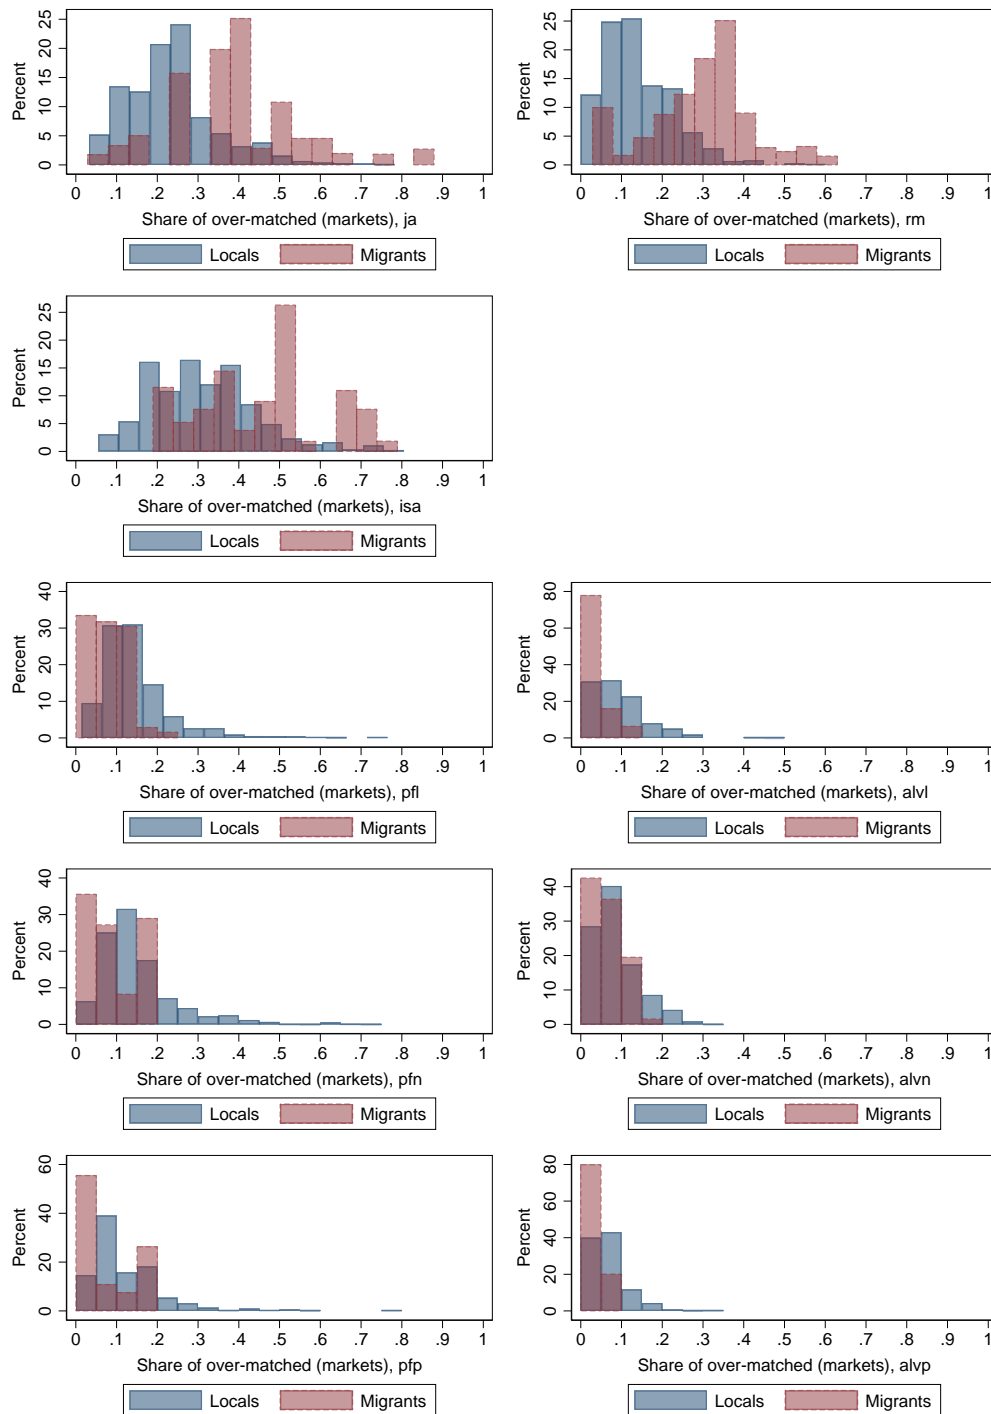 Percent
0 5 10 15 20 25
0 .1 .2 .3 .4 .5 .6 .7 .8 .9 1
Share of over-matched (markets), ja
Locals Migrants
Percent
0 5 10 15 20 25
0 .1 .2 .3 .4 .5 .6 .7 .8 .9 1
Share of over-matched (markets), rm
Locals Migrants
Percent
0 5 10 15 20 25
0 .1 .2 .3 .4 .5 .6 .7 .8 .9 1
Share of over-matched (markets), isa
Locals Migrants
Percent
0 10 20 30 40
0 .1 .2 .3 .4 .5 .6 .7 .8 .9 1
Share of over-matched (markets), pfl
Locals Migrants
Percent
0 20 40 60 80
0 .1 .2 .3 .4 .5 .6 .7 .8 .9 1
Share of over-matched (markets), alvl
Locals Migrants
Percent
0 10 20 30 40
0 .1 .2 .3 .4 .5 .6 .7 .8 .9 1
Share of over-matched (markets), pfn
Locals Migrants
Percent
0 10 20 30 40
0 .1 .2 .3 .4 .5 .6 .7 .8 .9 1
Share of over-matched (markets), alvn
Locals Migrants
Percent
0 20 40 60
0 .1 .2 .3 .4 .5 .6 .7 .8 .9 1
Share of over-matched (markets), pfp
Locals Migrants
Percent
0 20 40 60 80
0 .1 .2 .3 .4 .5 .6 .7 .8 .9 1
Share of over-matched (markets), alvp
Locals Migrants